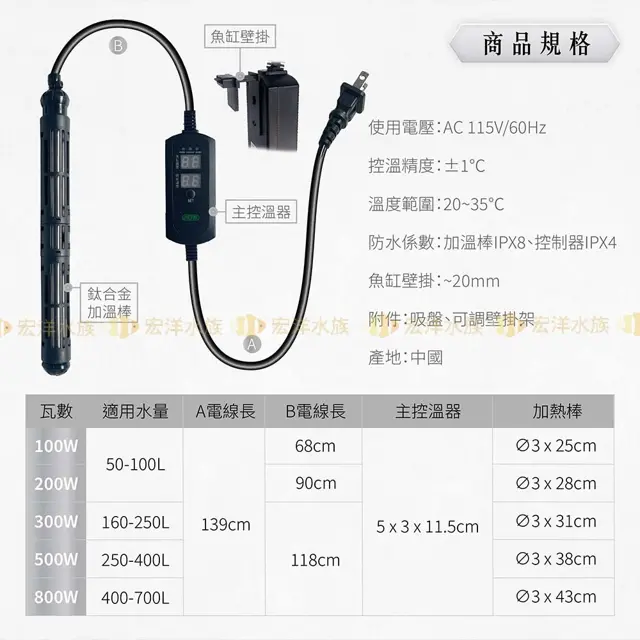 商品規格
B
魚缸壁掛
主控溫器
鈦合金
加溫棒
A
使用電壓:AC 115V/60Hz
控溫精度:±1°C
溫度範圍:20~35°C
防水係數:加溫棒IPX8、控制器IPX4
魚缸壁掛:~20mm
附件:吸盤、可調壁掛架
產地:中國
宏洋水族 宏洋水族 宏洋水族 宏洋水族
瓦數 適用水量 A電線長 B電線長 主控溫器 加熱棒
100W 50-100L 139cm 68cm 5 x 3 x 11.5cm ∅3 x 25cm
200W 90cm ∅3 x 28cm
300W 160-250L 118cm ∅3 x 31cm
500W 250-400L ∅3 x 38cm
800W 400-700L ∅3 x 43cm